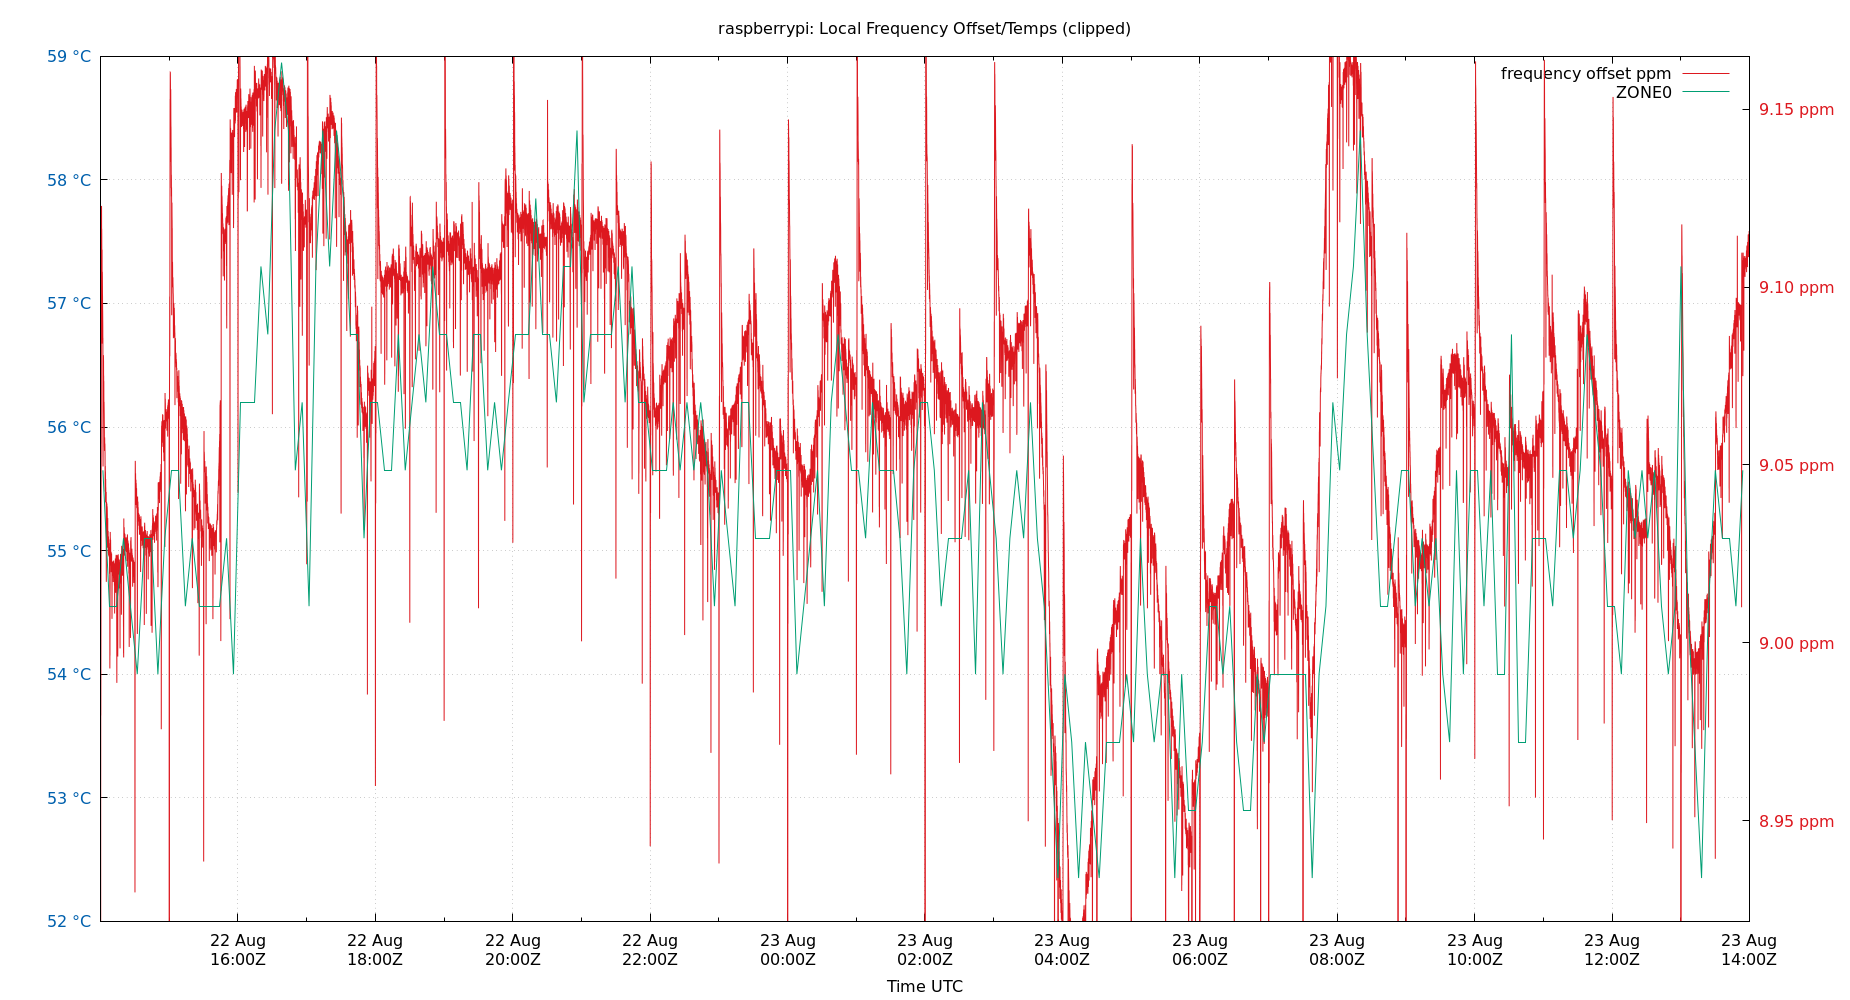 raspberrypi: Local Frequency Offset/Temps (clipped)
frequency offset ppm
ZONE0
59 °C
58 °C
57 °C
56 °C
55 °C
54 °C
53 °C
52 °C
9.15 ppm
9.10 ppm
9.05 ppm
9.00 ppm
8.95 ppm
22 Aug
16:00Z
22 Aug
18:00Z
22 Aug
20:00Z
22 Aug
22:00Z
23 Aug
00:00Z
23 Aug
02:00Z
23 Aug
04:00Z
23 Aug
06:00Z
23 Aug
08:00Z
23 Aug
10:00Z
23 Aug
12:00Z
23 Aug
14:00Z
Time UTC